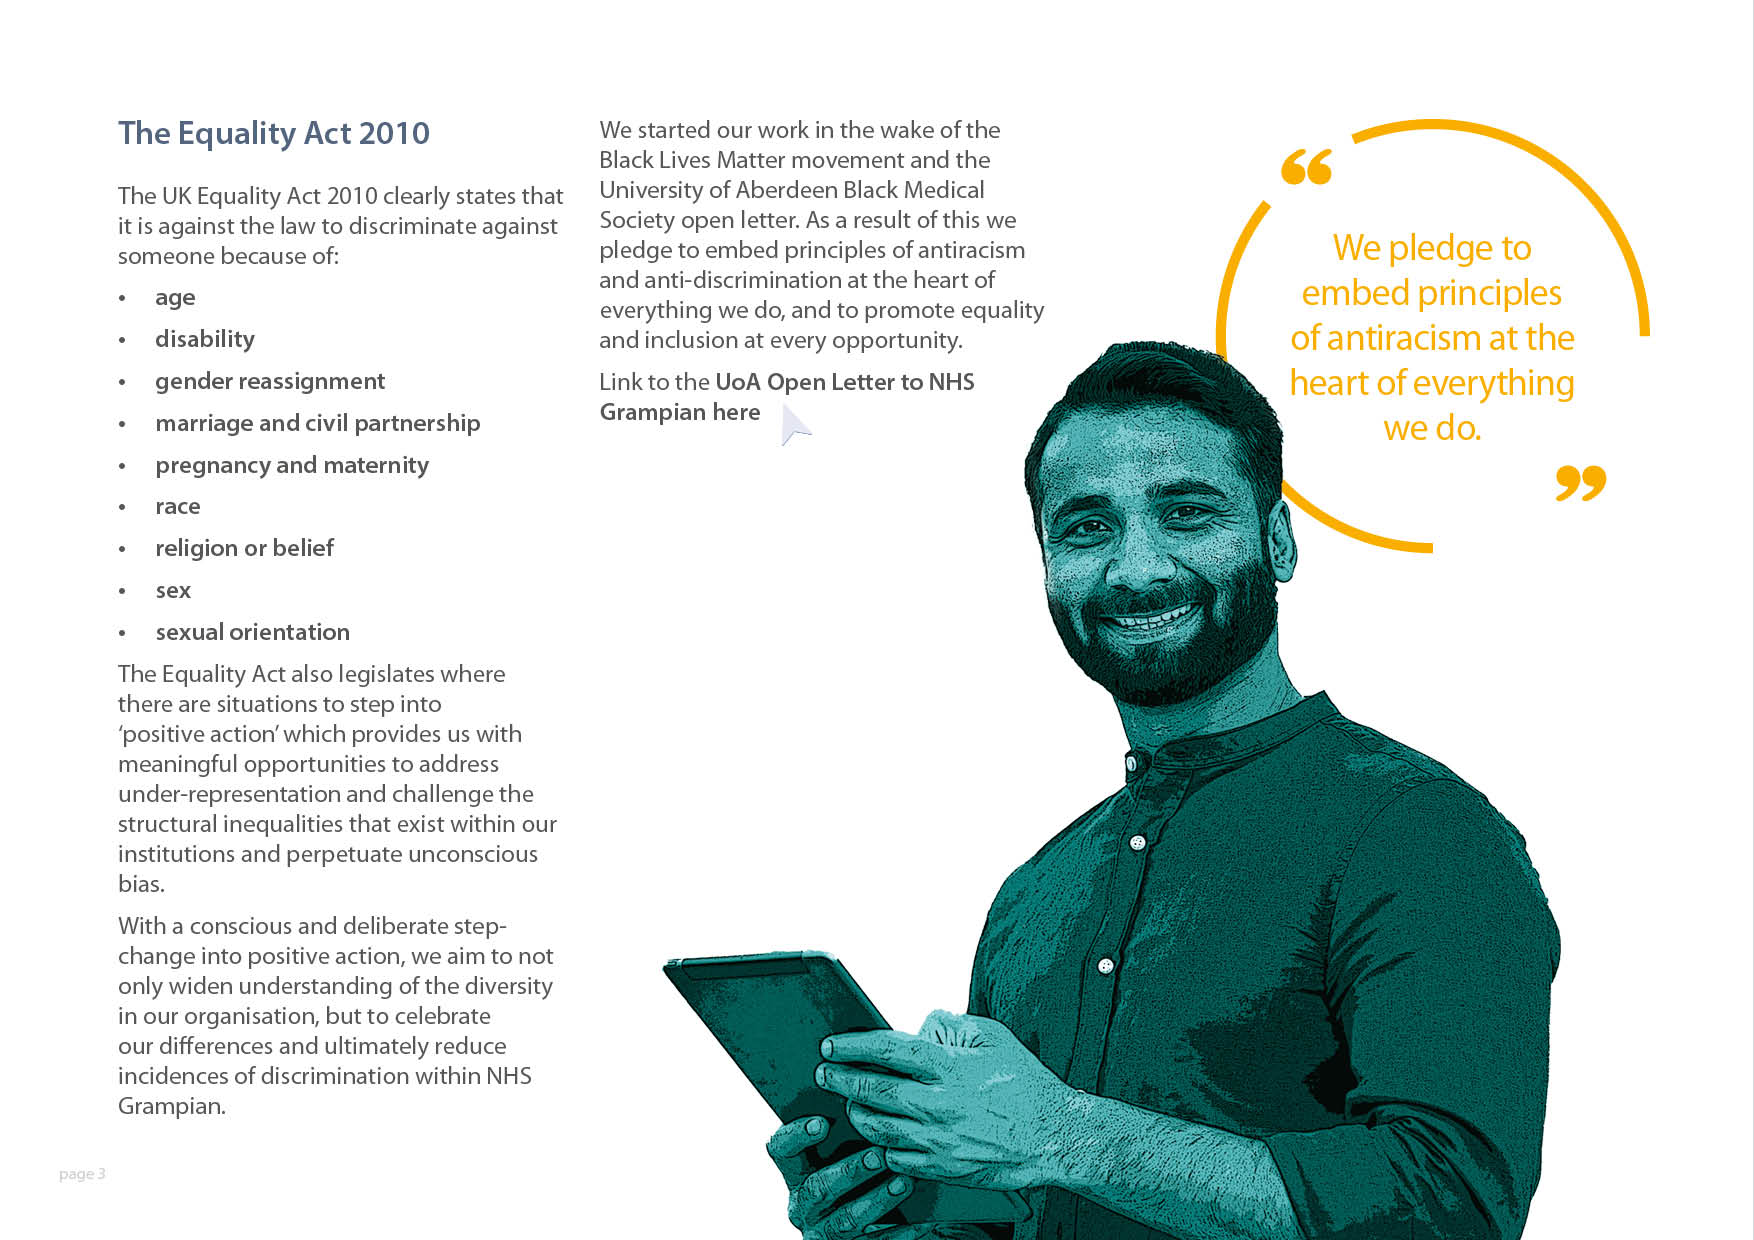 The Equality Act 2010
The UK Equality Act 2010 clearly states that
it is against the law to discriminate against
someone because of:
• age
• disability
• gender reassignment
• marriage and civil partnership
• pregnancy and maternity
• race
• religion or belief
• sex
• sexual orientation
The Equality Act also legislates where
there are situations to step into
‘positive action’ which provides us with
meaningful opportunities to address
under-representation and challenge the
structural inequalities that exist within our
institutions and perpetuate unconscious
bias.
With a conscious and deliberate step-
change into positive action, we aim to not
only widen understanding of the diversity
in our organisation, but to celebrate
our differences and ultimately reduce
incidences of discrimination within NHS
Grampian.
We started our work in the wake of the
Black Lives Matter movement and the
University of Aberdeen Black Medical
Society open letter. As a result of this we
pledge to embed principles of antiracism
and anti-discrimination at the heart of
everything we do, and to promote equality
and inclusion at every opportunity.
Link to the UoA Open Letter to NHS
Grampian here
“
We pledge to
embed principles
of antiracism at the
heart of everything
we do.
”
page 3